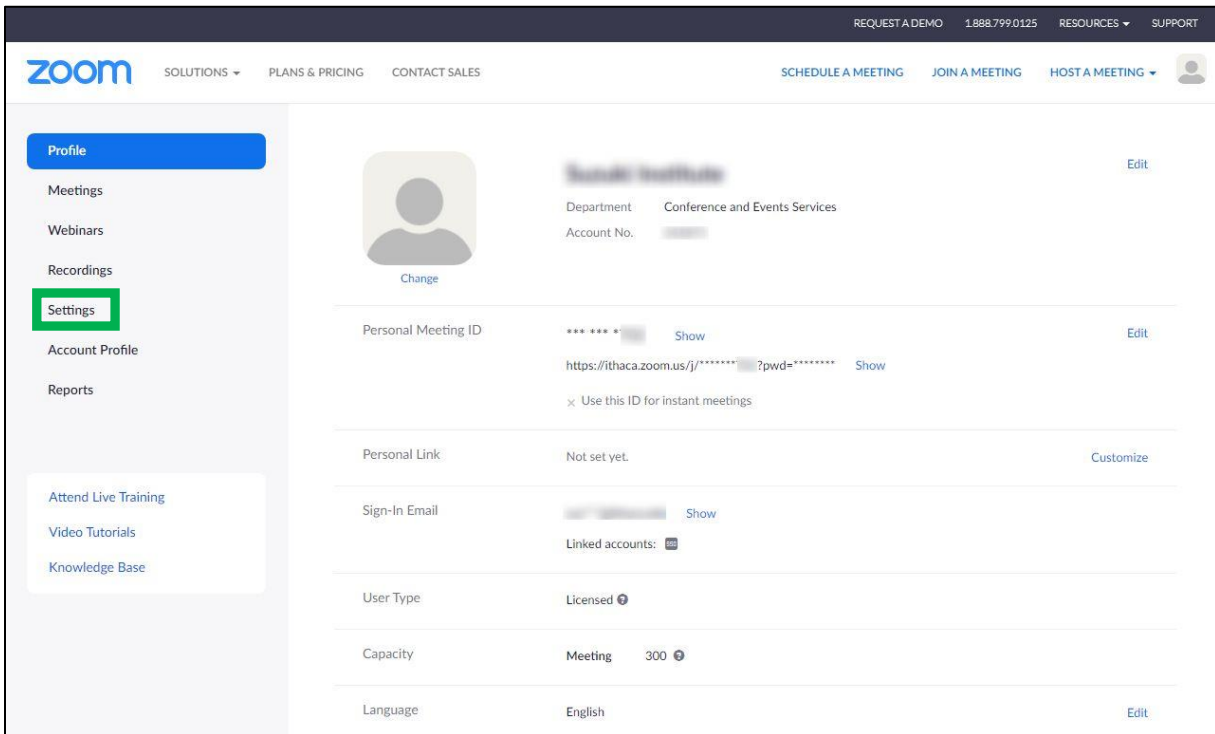 REQUEST A DEMO 1.888.799.0125 RESOURCES SUPPORT
zoom SOLUTIONS PLANS & PRICING CONTACT SALES SCHEDULE A MEETING JOIN A MEETING HOST A MEETING
Profile
Meetings
Webinars
Recordings
Settings
Account Profile
Reports
Attend Live Training
Video Tutorials
Knowledge Base
Change
Edit
Department Conference and Events Services
Account No.
Personal Meeting ID *** *** * Show Edit
https://ithaca.zoom.us/j/******* ?pwd=******** Show
× Use this ID for instant meetings
Personal Link Not set yet. Customize
Sign-In Email Show
Linked accounts: SSO
User Type Licensed
Capacity Meeting 300
Language English Edit